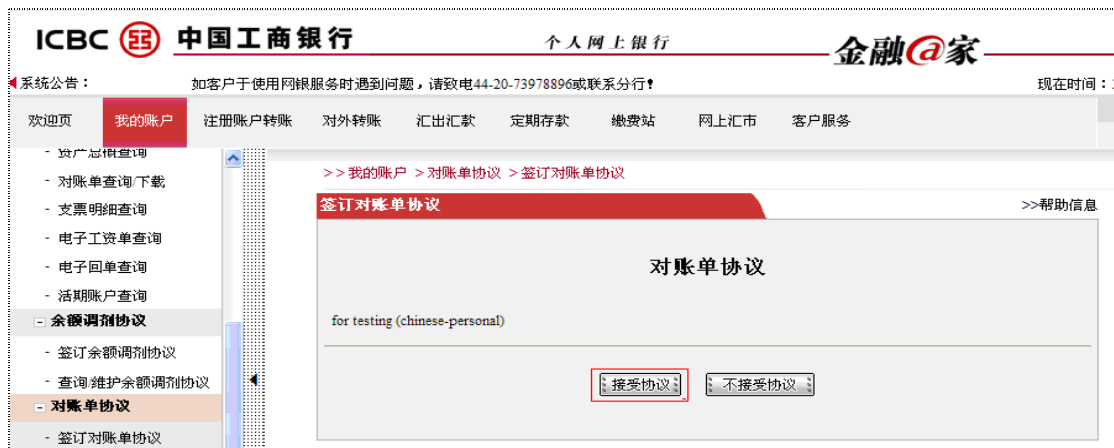 ICBC 中国工商银行
个人网上银行
金融@家
系统公告：
如客户于使用网银服务时遇到问题，请致电44-20-73978896或联系分行！
现在时间：
欢迎页 我的账户 注册账户转账 对外转账 汇出汇款 定期存款 缴费站 网上汇市 客户服务
- 资产总概查询
- 对账单查询/下载
- 支票明细查询
- 电子工资单查询
- 电子回单查询
- 活期账户查询
- 余额调剂协议
- 签订余额调剂协议
- 查询/维护余额调剂协议
- 对账单协议
- 签订对账单协议
>>我的账户 >对账单协议 >签订对账单协议
签订对账单协议
>>帮助信息
对账单协议
for testing (chinese-personal)
接受协议 不接受协议